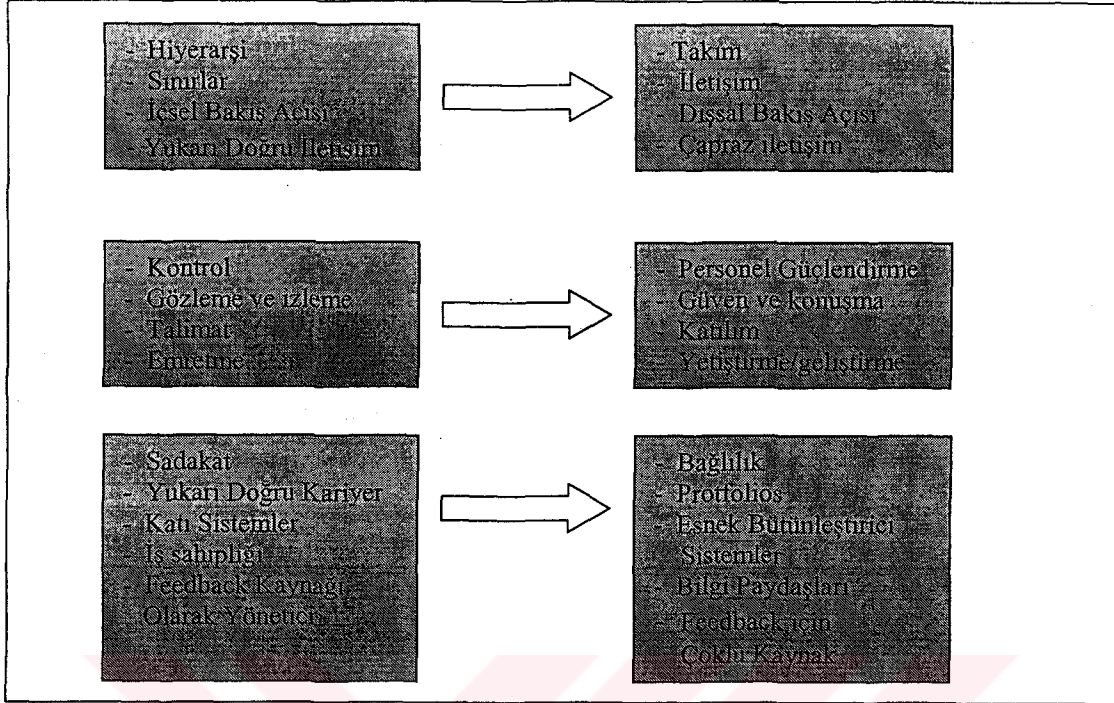 - Hiyerarşi
- Sınırlar
- İçsel Bakış Açısı
- Yukarı Doğru İletişim
- Takım
- İletişim
- Dışsal Bakış Açısı
- Çapraz iletişim
- Kontrol
- Gözleme ve izleme
- Talimat
- Emretme
- Personel Güçlendirme
- Güven ve konuşma
- Katılım
- Yetiştirme/geliştirme
- Sadakat
- Yukarı Doğru Kariyer
- Katı Sistemler
- İş sahipliği
- Feedback Kaynağı
Olarak Yönetici
- Bağlılık
- Protfolios
- Esnek Bütünleştirici
Sistemler
- Bilgi Paydaşları
- Feedback için
Çoklu Kaynak